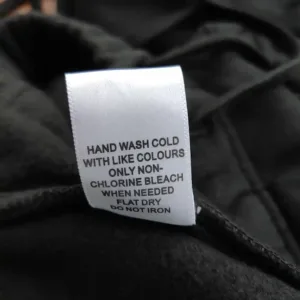 HAND WASH COLD
WITH LIKE COLOURS
ONLY NON-
CHLORINE BLEACH
WHEN NEEDED
FLAT DRY
DO NOT IRON